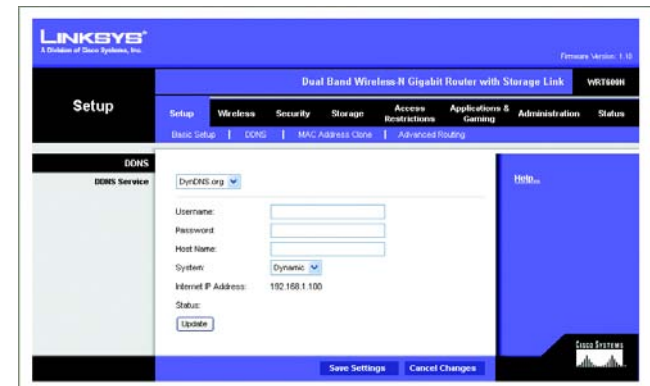 LINKSYS®
A Division of Cisco Systems, Inc.
Firmware Version: 1.10
Dual Band Wireless-N Gigabit Router with Storage Link
WRT600N
Setup
Setup
Wireless
Security
Storage
Access Restrictions
Applications & Gaming
Administration
Status
Basic Setup | DDNS | MAC Address Clone | Advanced Routing
DDNS
DDNS Service
DynDNS.org
Help...
Username:
Password:
Host Name:
System: Dynamic
Internet IP Address: 192.168.1.100
Status:
Update
CISCO SYSTEMS
Save Settings
Cancel Changes